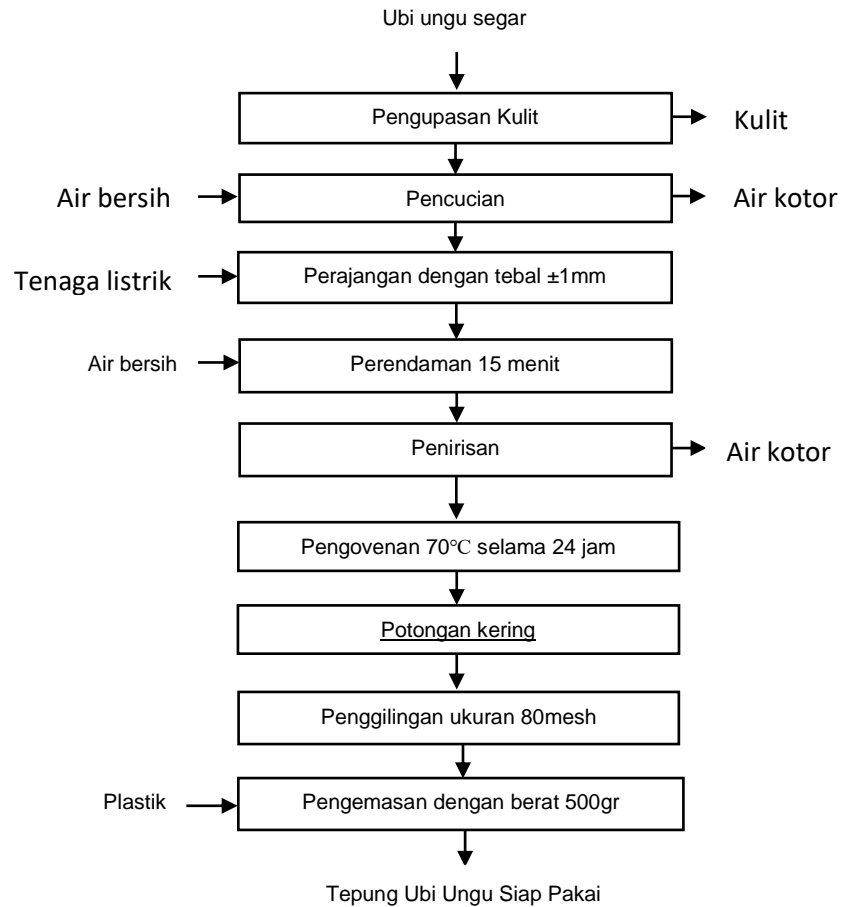 Ubi ungu segar
Pengupasan Kulit
Kulit
Air bersih
Pencucian
Air kotor
Tenaga listrik
Perajangan dengan tebal ±1mm
Air bersih
Perendaman 15 menit
Penirisan
Air kotor
Pengovenan 70°C selama 24 jam
Potongan kering
Penggilingan ukuran 80mesh
Plastik
Pengemasan dengan berat 500gr
Tepung Ubi Ungu Siap Pakai